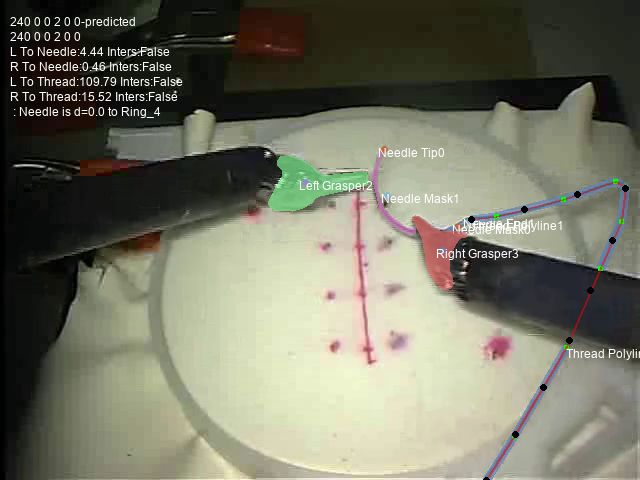 240 0 0 2 0 0-predicted
240 0 0 2 0 0
L To Needle:4.44 Inters:False
R To Needle:0.46 Inters:False
L To Thread:109.79 Inters:False
R To Thread:15.52 Inters:False
: Needle is d=0.0 to Ring_4
Needle Tip0
Left Grasper2
Needle Mask1
Needle End
Right Grasper3
Thread Polylin